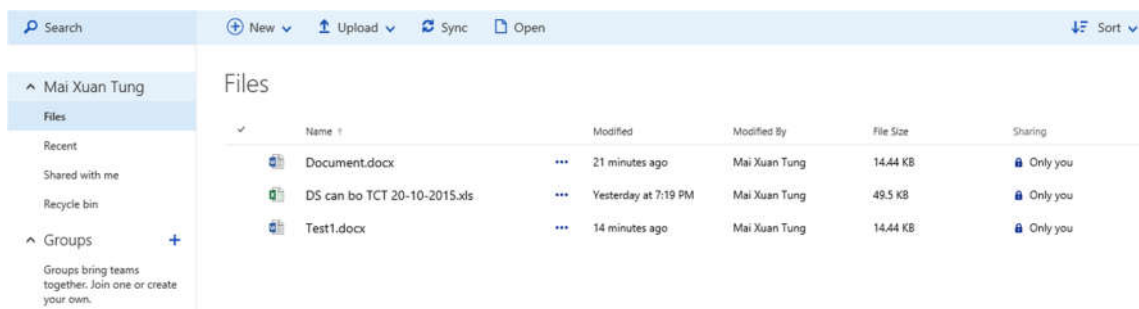 Search
New Upload Sync Open Sort
Mai Xuan Tung
Files
Recent
Shared with me
Recycle bin
Groups +
Groups bring teams
together. Join one or create
your own.
Files
Name Modified Modified By File Size Sharing
Document.docx ••• 21 minutes ago Mai Xuan Tung 14.44 KB Only you
DS can bo TCT 20-10-2015.xls ••• Yesterday at 7:19 PM Mai Xuan Tung 49.5 KB Only you
Test1.docx ••• 14 minutes ago Mai Xuan Tung 14.44 KB Only you